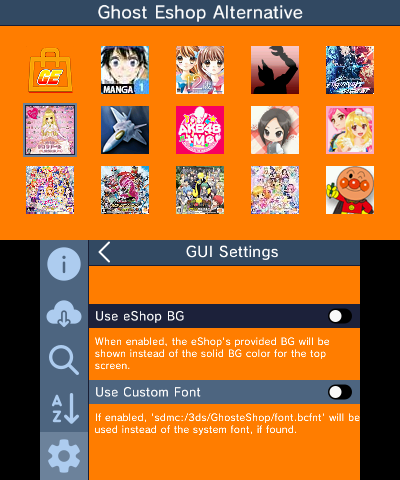 Ghost Eshop Alternative
GE
MANGA 1
AKB48
GUI Settings
Use eShop BG
When enabled, the eShop's provided BG will be
shown instead of the solid BG color for the top
screen.
Use Custom Font
If enabled, 'sdmc:/3ds/GhosteShop/font.bcfnt' will be
used instead of the system font, if found.
A
Z